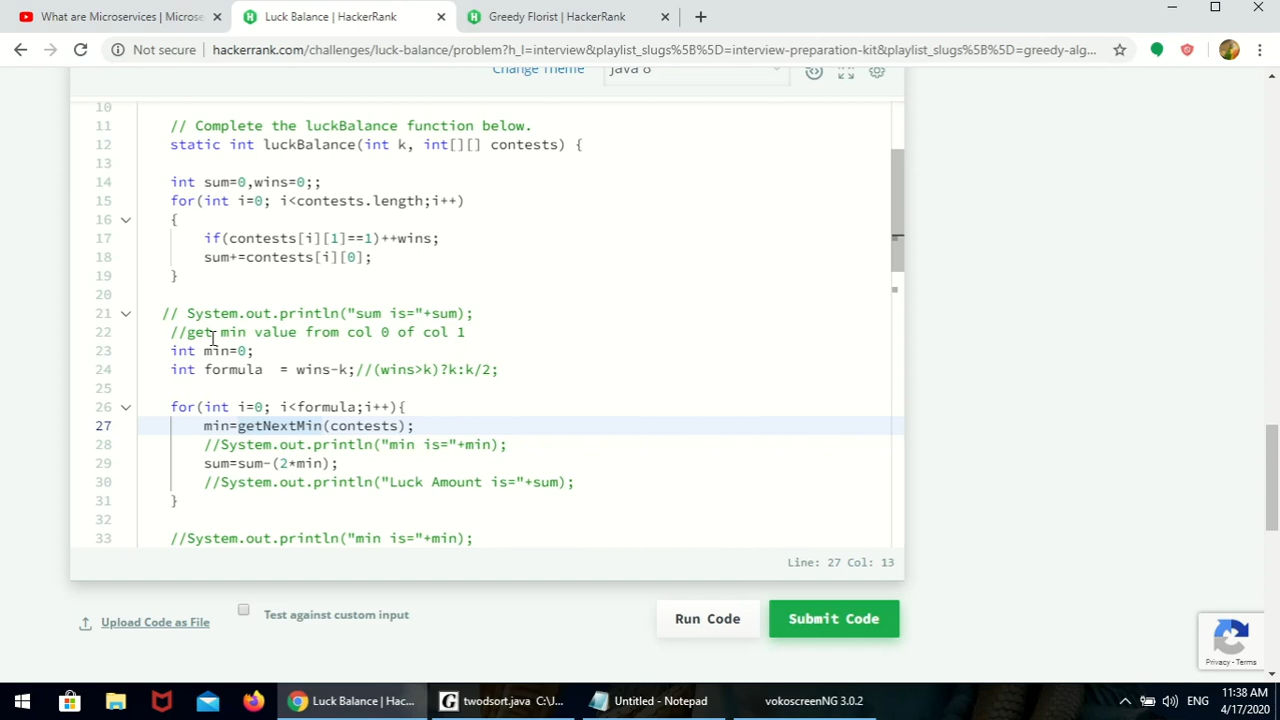 What are Microservices | Microse
Luck Balance | HackerRank
Greedy Florist | HackerRank
Not secure
hackerrank.com/challenges/luck-balance/problem?h_l=interview&playlist_slugs%5B%5D=interview-preparation-kit&playlist_slugs%5B%5D=greedy-alg...
Change Theme
Java 8
10
11 // Complete the luckBalance function below.
12 static int luckBalance(int k, int[][] contests) {
13
14 int sum=0,wins=0;;
15 for(int i=0; i<contests.length;i++)
16 {
17 if(contests[i][1]==1)++wins;
18 sum+=contests[i][0];
19 }
20
21 // System.out.println("sum is="+sum);
22 //get min value from col 0 of col 1
23 int min=0;
24 int formula  = wins-k;//(wins>k)?k:k/2;
25
26 for(int i=0; i<formula;i++){
27 min=getNextMin(contests);
28 //System.out.println("min is="+min);
29 sum=sum-(2*min);
30 //System.out.println("Luck Amount is="+sum);
31 }
32
33 //System.out.println("min is="+min);
Line: 27 Col: 13
Upload Code as File
Test against custom input
Run Code
Submit Code
Privacy - Terms
Luck Balance | Hac...
twodsort.java C:\J...
Untitled - Notepad
vokoscreenNG 3.0.2
ENG
11:38 AM
4/17/2020